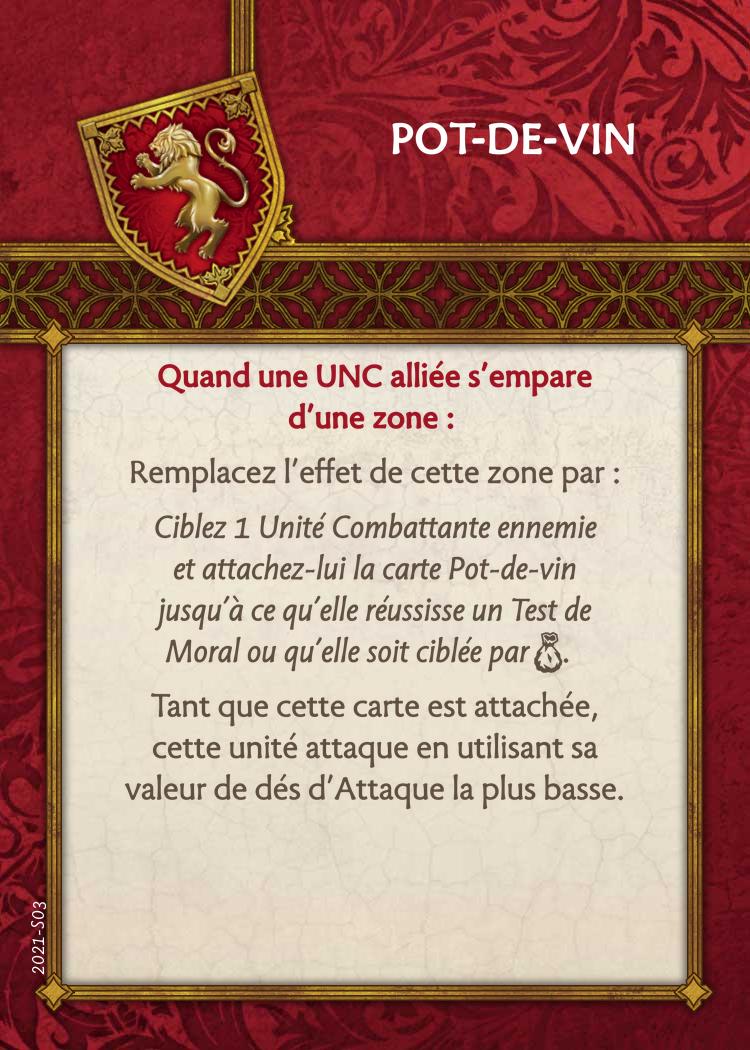 POT-DE-VIN
Quand une UNC alliée s’empare
d’une zone :
Remplacez l’effet de cette zone par :
Ciblez 1 Unité Combattante ennemie
et attachez-lui la carte Pot-de-vin
jusqu’à ce qu’elle réussisse un Test de
Moral ou qu’elle soit ciblée par .
Tant que cette carte est attachée,
cette unité attaque en utilisant sa
valeur de dés d’Attaque la plus basse.
2021-S03